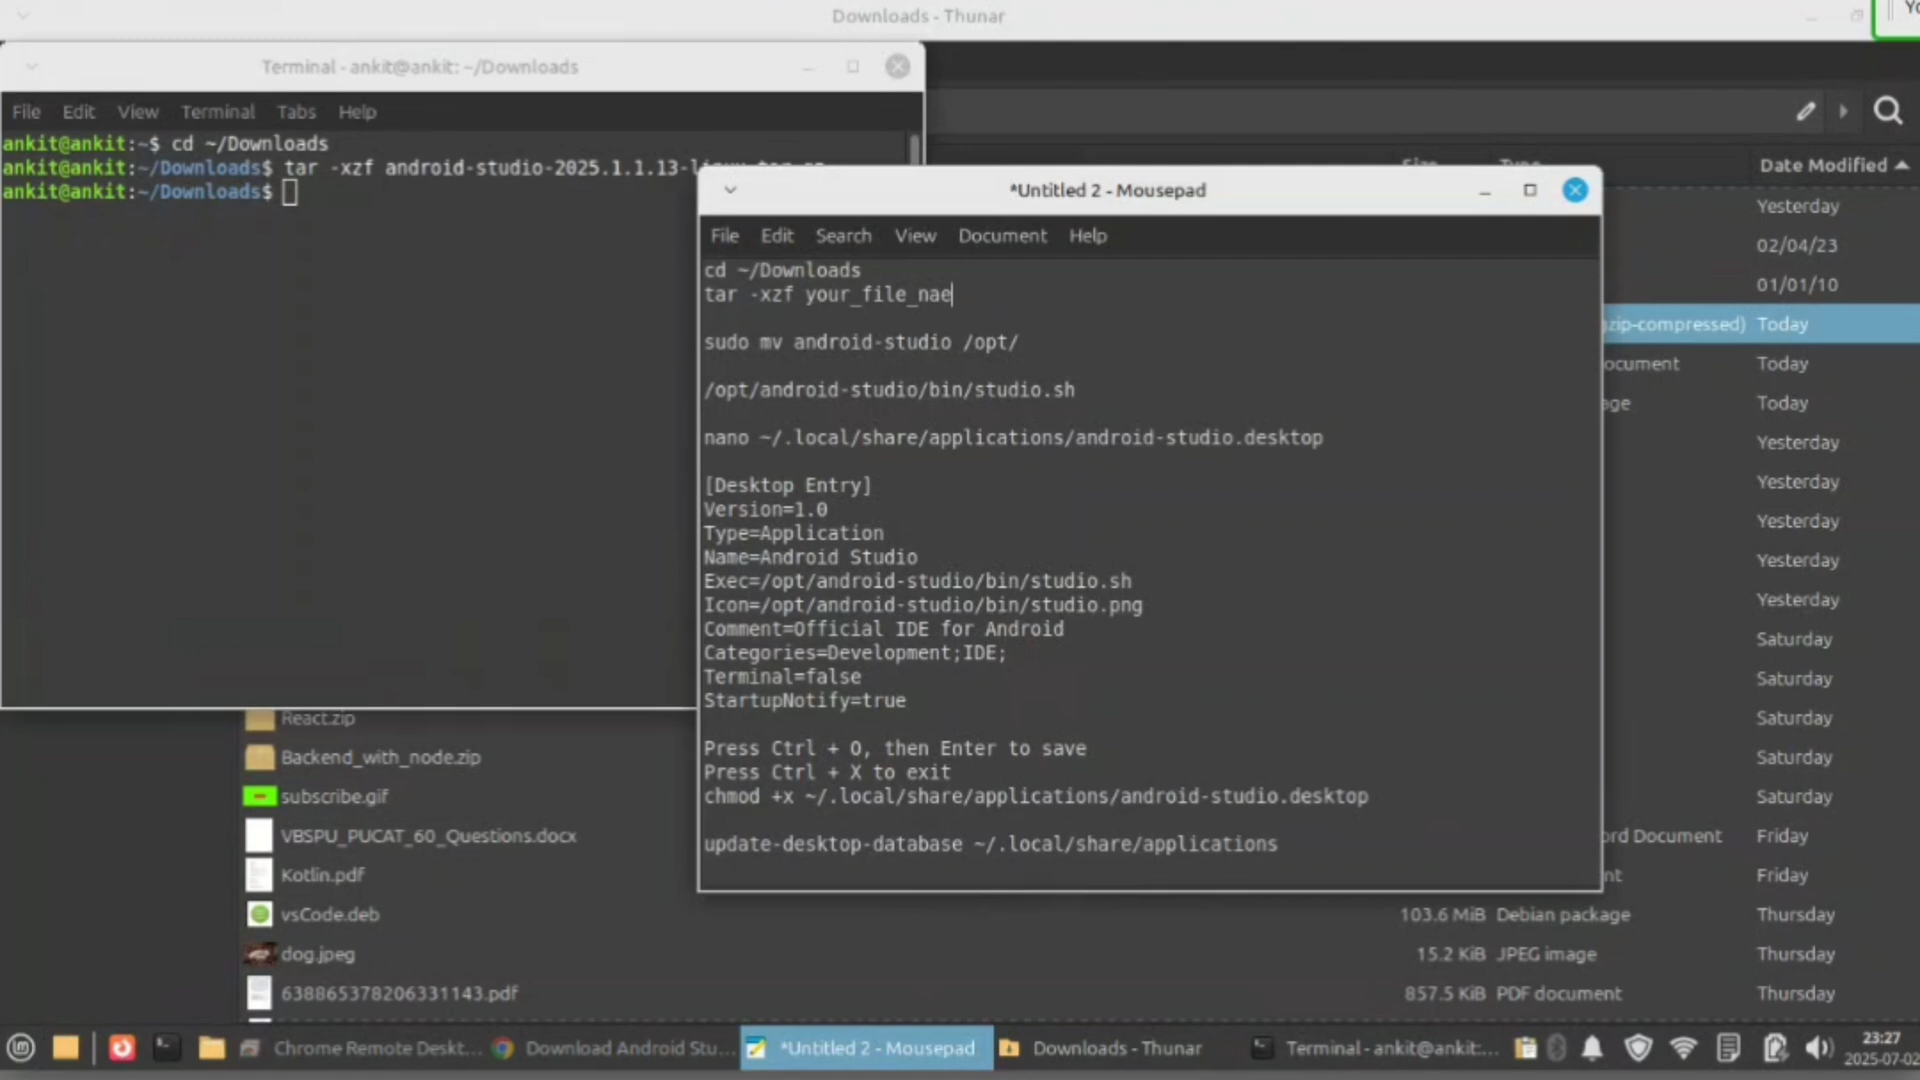 Downloads - Thunar
Terminal - ankit@ankit: ~/Downloads
File Edit View Terminal Tabs Help
ankit@ankit:~$ cd ~/Downloads
ankit@ankit:~/Downloads$ tar -xzf android-studio-2025.1.1.13-linux.tar.gz
ankit@ankit:~/Downloads$
*Untitled 2 - Mousepad
File Edit Search View Document Help
cd ~/Downloads
tar -xzf your_file_nae
sudo mv android-studio /opt/
/opt/android-studio/bin/studio.sh
nano ~/.local/share/applications/android-studio.desktop
[Desktop Entry]
Version=1.0
Type=Application
Name=Android Studio
Exec=/opt/android-studio/bin/studio.sh
Icon=/opt/android-studio/bin/studio.png
Comment=Official IDE for Android
Categories=Development;IDE;
Terminal=false
StartupNotify=true
Press Ctrl + O, then Enter to save
Press Ctrl + X to exit
chmod +x ~/.local/share/applications/android-studio.desktop
update-desktop-database ~/.local/share/applications
Size Type Date Modified
Yesterday
02/04/23
01/01/10
zip-compressed) Today
ocument Today
age Today
Yesterday
Yesterday
Yesterday
Yesterday
Yesterday
Saturday
Saturday
React.zip Saturday
Backend_with_node.zip Saturday
subscribe.gif Saturday
VBSPU_PUCAT_60_Questions.docx ord Document Friday
Kotlin.pdf nt Friday
vsCode.deb 103.6 MiB Debian package Thursday
dog.jpeg 15.2 KiB JPEG image Thursday
638865378206331143.pdf 857.5 KiB PDF document Thursday
Chrome Remote Deskt... Download Android Stu... *Untitled 2 - Mousepad Downloads - Thunar Terminal - ankit@ankit:... 23:27
2025-07-02